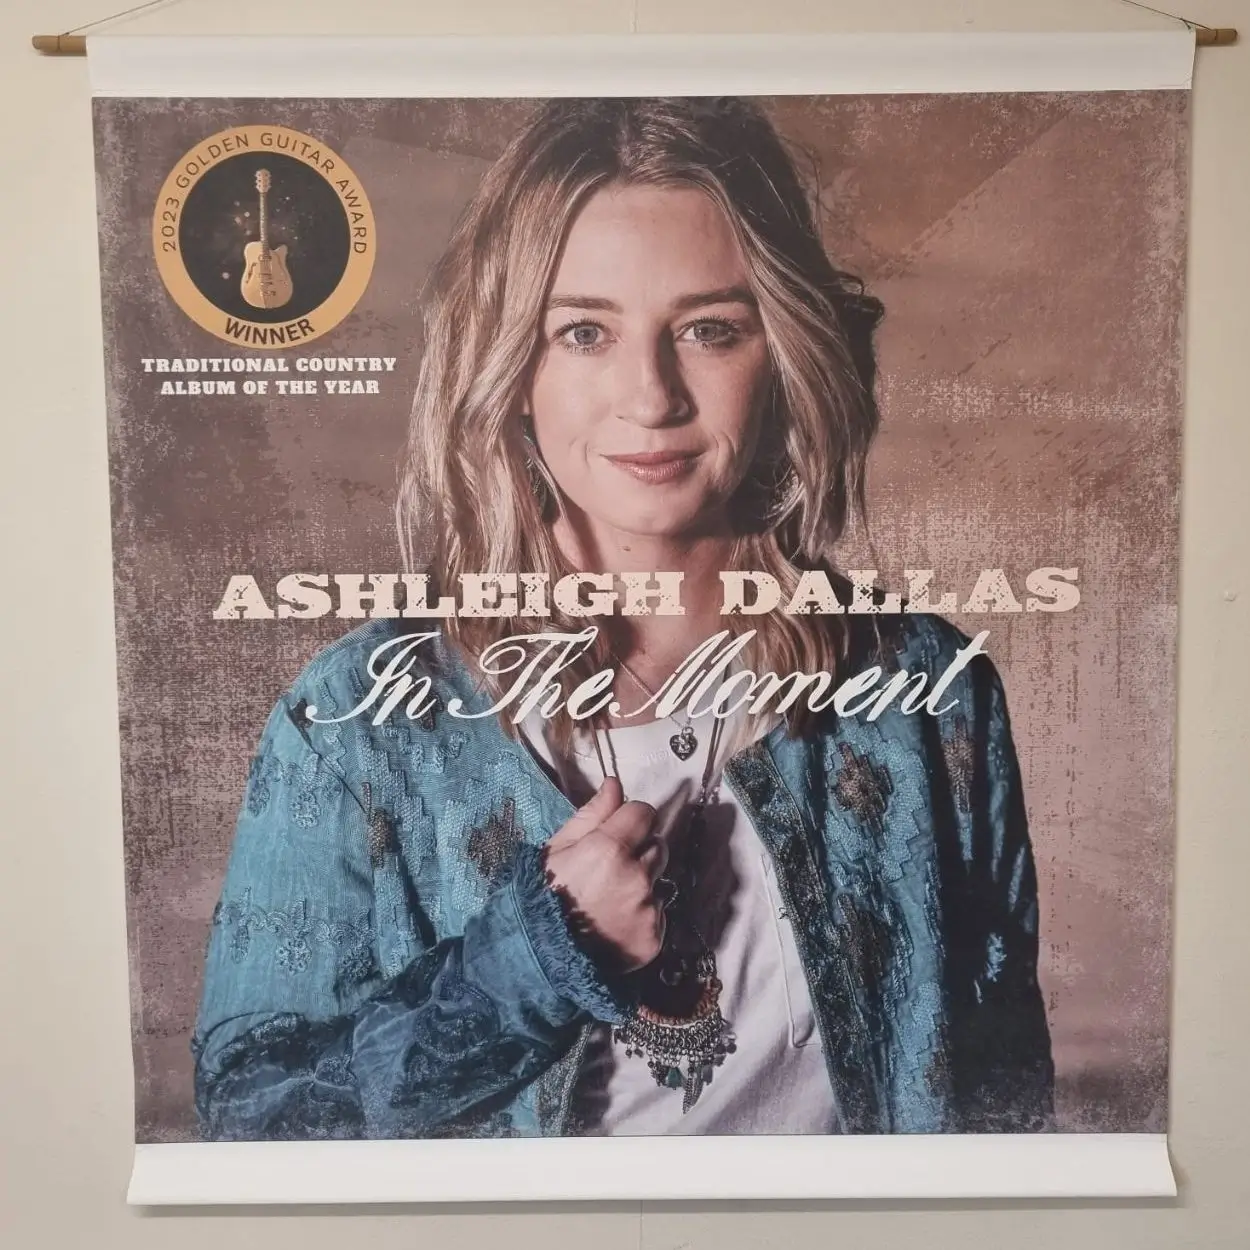 2023 GOLDEN GUITAR AWARD
WINNER
TRADITIONAL COUNTRY
ALBUM OF THE YEAR
ASHLEIGH DALLAS
In The Moment